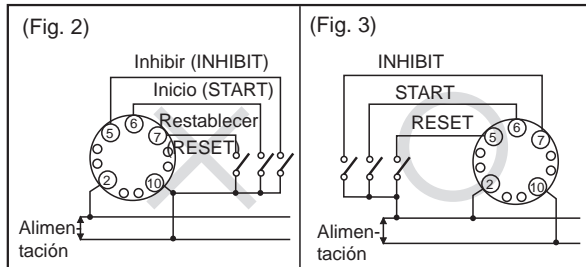 (Fig. 2)
Inhibir (INHIBIT)
Inicio (START)
Restablecer
(RESET)
5
6
7
2
10
Alimen-
tación
(Fig. 3)
INHIBIT
START
RESET
5
6
7
2
10
Alimen-
tación